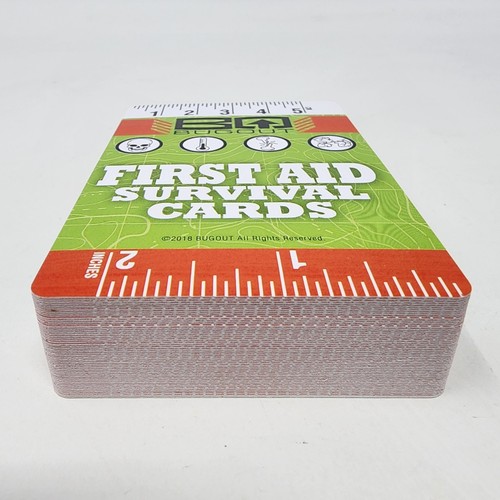 1 2 3 4 5
BUGOUT
FIRST AID
SURVIVAL
CARDS
©2018 BUGOUT All Rights Reserved
INCHES 2 1